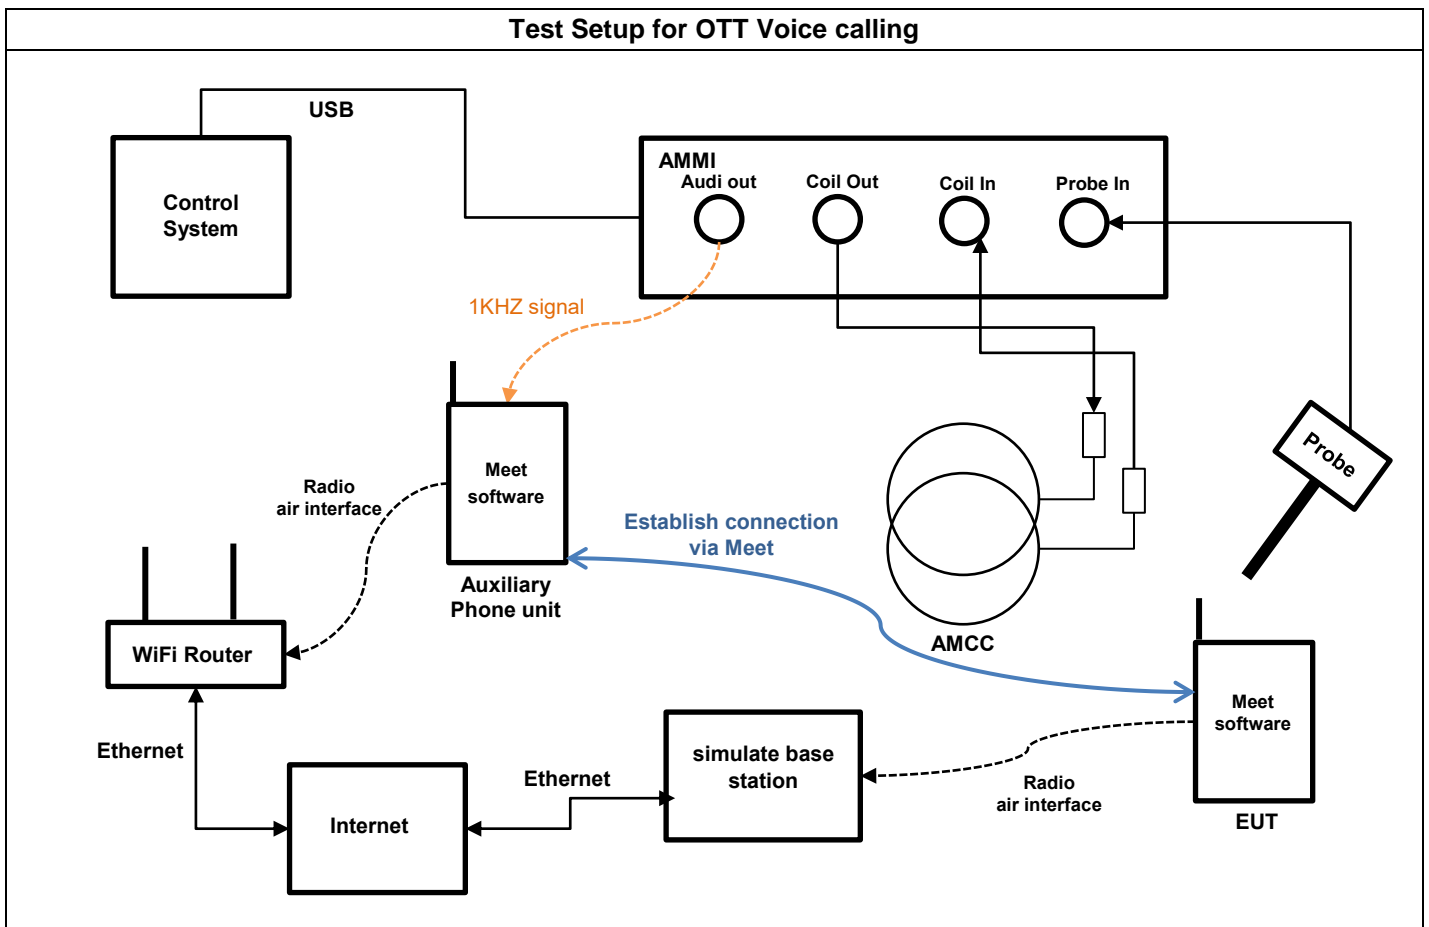 Test Setup for OTT Voice calling
USB
Control
System
AMMI
Audi out
Coil Out
Coil In
Probe In
1KHZ signal
Probe
Meet
software
Radio
air interface
Establish connection
via Meet
Auxiliary
Phone unit
AMCC
WiFi Router
Meet
software
Ethernet
simulate base
station
Ethernet
Radio
air interface
Internet
EUT